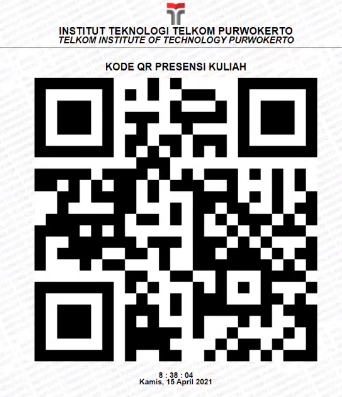 INSTITUT TEKNOLOGI TELKOM PURWOKERTO
TELKOM INSTITUTE OF TECHNOLOGY PURWOKERTO
KODE QR PRESENSI KULIAH
8 : 38 : 04
Kamis, 15 April 2021